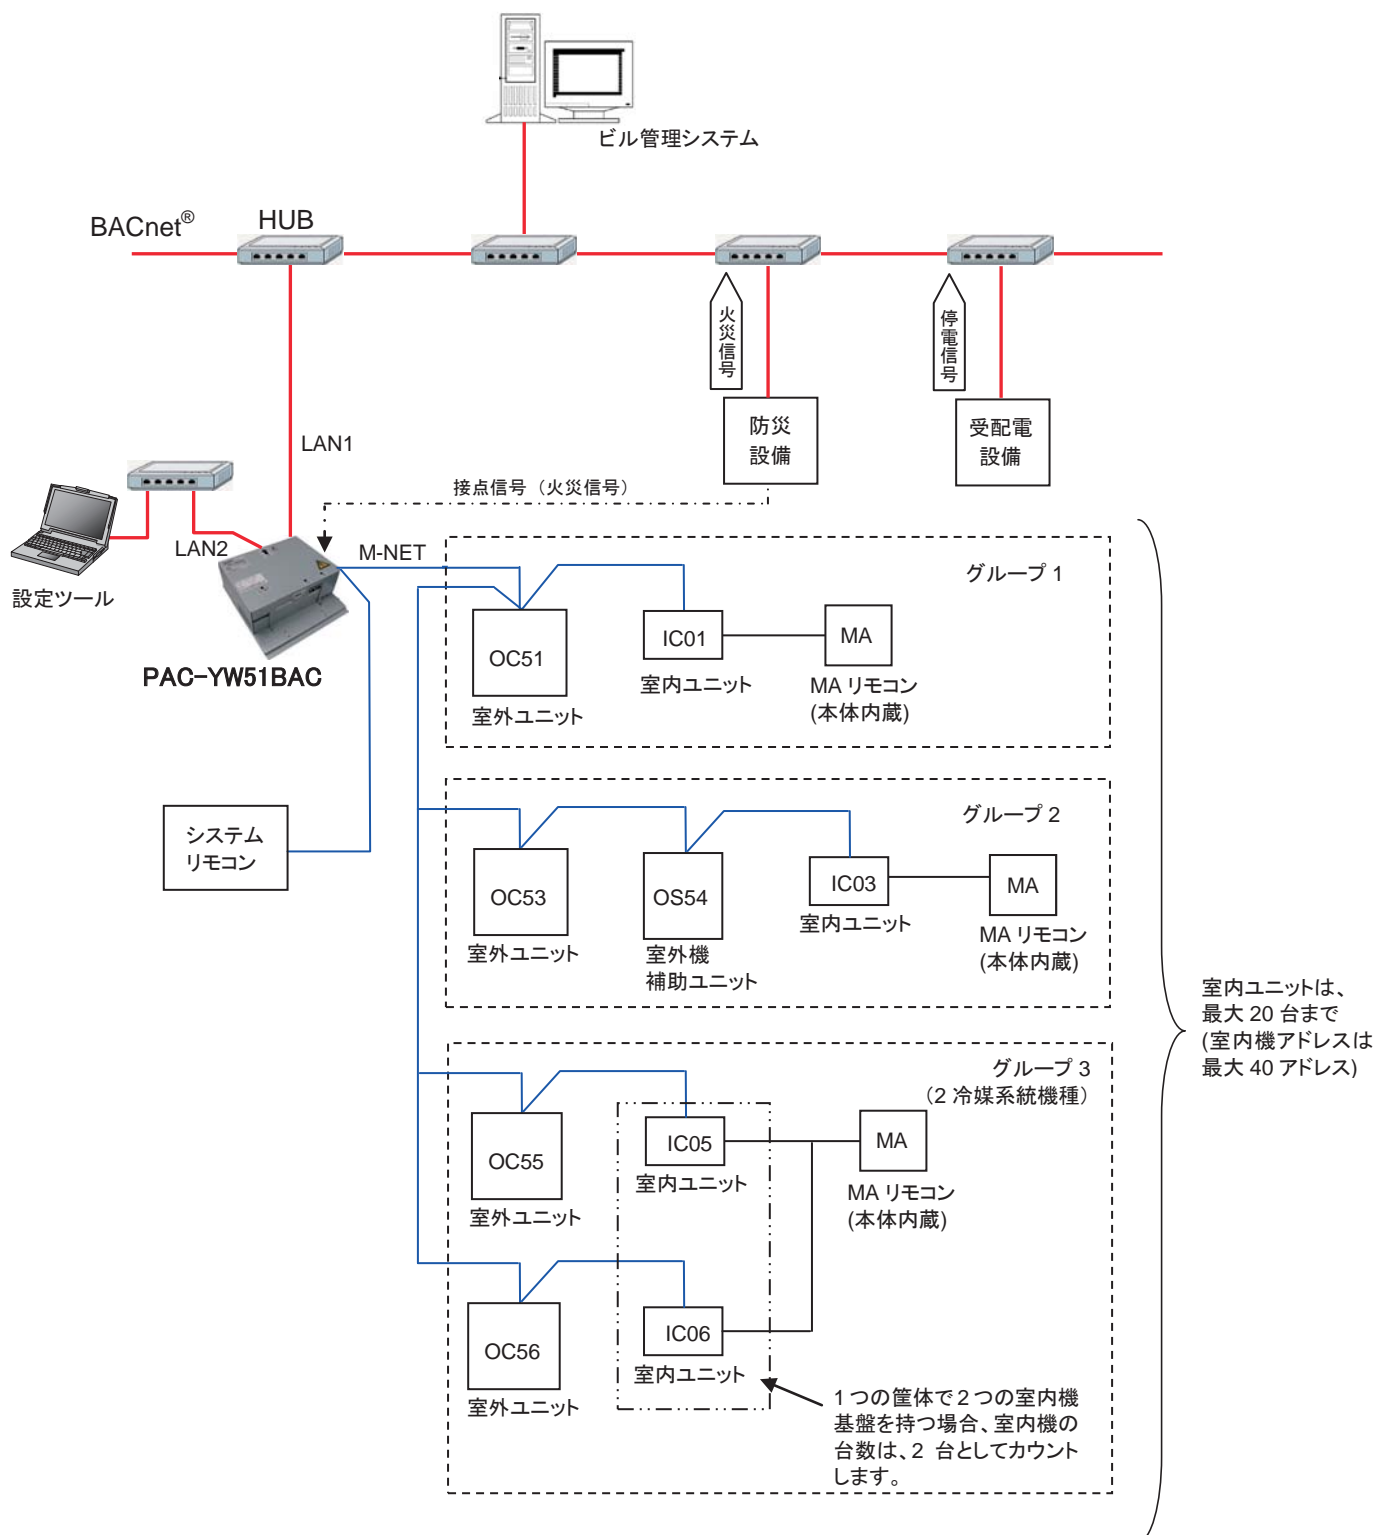 ビル管理システム
BACnet®
HUB
火災信号
停電信号
防災
設備
受配電
設備
LAN1
接点信号（火災信号）
LAN2
M-NET
設定ツール
PAC-YW51BAC
グループ 1
OC51
室外ユニット
IC01
室内ユニット
MA
MA リモコン
(本体内蔵)
システム
リモコン
グループ 2
OC53
室外ユニット
OS54
室外機
補助ユニット
IC03
室内ユニット
MA
MA リモコン
(本体内蔵)
室内ユニットは、
最大 20 台まで
(室内機アドレスは
最大 40 アドレス)
グループ 3
（2 冷媒系統機種）
OC55
室外ユニット
IC05
室内ユニット
MA
MA リモコン
(本体内蔵)
OC56
室外ユニット
IC06
室内ユニット
1 つの筐体で 2 つの室内機
基盤を持つ場合、室内機の
台数は、2 台としてカウント
します。